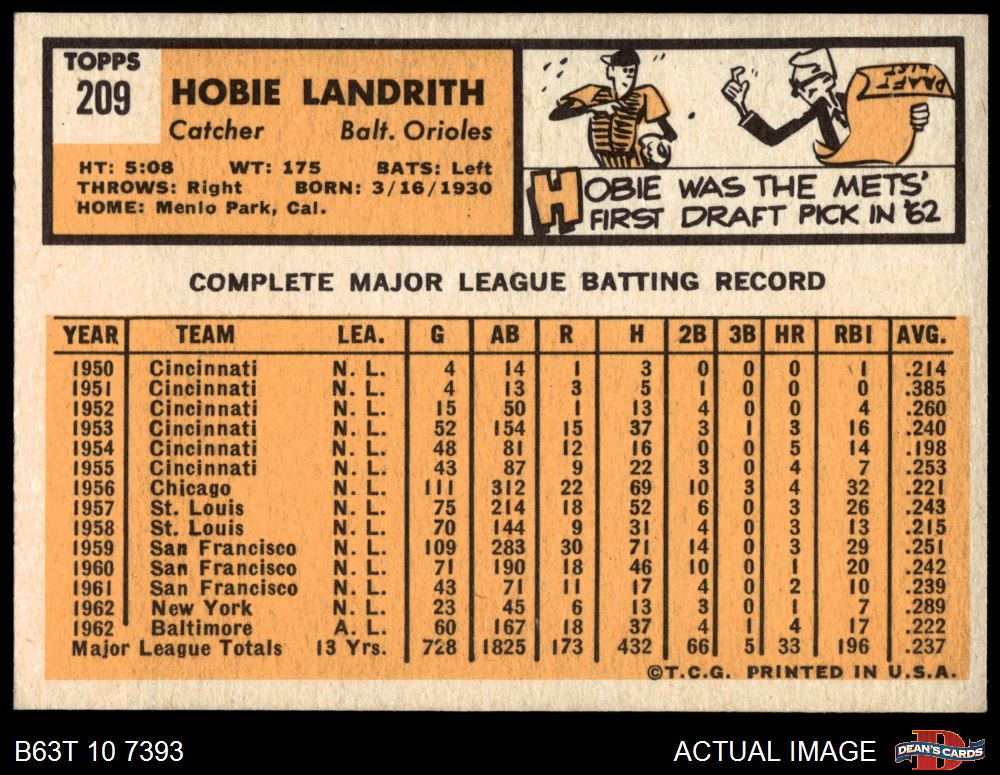 TOPPS
209
HOBIE LANDRITH
Catcher Balt. Orioles
HT: 5:08 WT: 175 BATS: Left
THROWS: Right BORN: 3/16/1930
HOME: Menlo Park, Cal.
DRAFT
LIST
HOBIE WAS THE METS'
FIRST DRAFT PICK IN '62
COMPLETE MAJOR LEAGUE BATTING RECORD
YEAR TEAM LEA. G AB R H 2B 3B HR RBI AVG.
1950 Cincinnati N. L. 4 14 1 3 0 0 0 1 .214
1951 Cincinnati N. L. 4 13 3 5 1 0 0 0 .385
1952 Cincinnati N. L. 15 50 1 13 4 0 0 4 .260
1953 Cincinnati N. L. 52 154 15 37 3 1 3 16 .240
1954 Cincinnati N. L. 48 81 12 16 0 0 5 14 .198
1955 Cincinnati N. L. 43 87 9 22 3 0 4 7 .253
1956 Chicago N. L. 111 312 22 69 10 3 4 32 .221
1957 St. Louis N. L. 75 214 18 52 6 0 3 26 .243
1958 St. Louis N. L. 70 144 9 31 4 0 3 13 .215
1959 San Francisco N. L. 109 283 30 71 14 0 3 29 .251
1960 San Francisco N. L. 71 190 18 46 10 0 1 20 .242
1961 San Francisco N. L. 43 71 11 17 4 0 2 10 .239
1962 New York N. L. 23 45 6 13 3 0 1 7 .289
1962 Baltimore A. L. 60 167 18 37 4 1 4 17 .222
Major League Totals 13 Yrs. 728 1825 173 432 66 5 33 196 .237
©T.C.G. PRINTED IN U.S.A.
B63T 10 7393 ACTUAL IMAGE DEAN'S CARDS